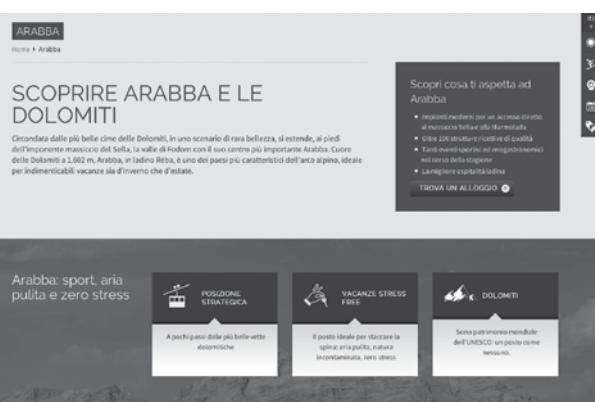 ARABBA
Home › Arabba
SCOPRIRE ARABBA E LE
DOLOMITI
Circondata dalle più belle cime delle Dolomiti, in uno scenario di rara bellezza, si estende, ai piedi
dell'imponente massiccio del Sella, la valle di Fodom con il suo centro più importante Arabba. Cuore
delle Dolomiti a 1.602 m, Arabba, in ladino Rèba, è uno dei paesi più caratteristici dell'arco alpino, ideale
per indimenticabili vacanze sia d'inverno che d'estate.
Scopri cosa ti aspetta ad
Arabba
Impianti moderni per un accesso diretto
al massiccio Sella e alla Marmolada
Oltre 100 strutture ricettive di qualità
Tanti eventi sportivi ed enogastronomici
nel corso della stagione
La migliore ospitalità ladina
TROVA UN ALLOGGIO
Arabba: sport, aria
pulita e zero stress
POSIZIONE
STRATEGICA
A pochi passi dalle più belle vette
dolomitiche
VACANZE STRESS
FREE
Il posto ideale per staccare la
spina: aria pulita, natura
incontaminata, zero stress
DOLOMITI
Sono patrimonio mondiale
dell'UNESCO: un posto come
nessuno.